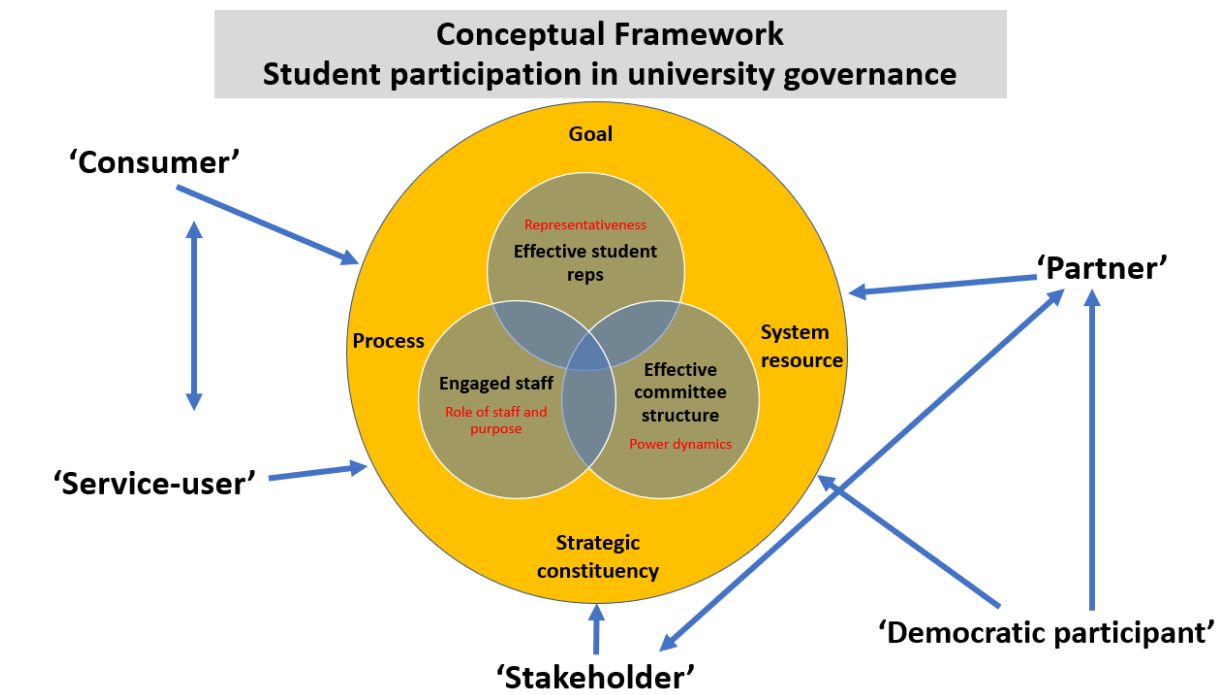 Conceptual Framework
Student participation in university governance
Goal
‘Consumer’
Representativeness
Effective student
reps
‘Partner’
Process
System
resource
Engaged staff
Role of staff and
purpose
Effective
committee
structure
Power dynamics
‘Service-user’
Strategic
constituency
‘Democratic participant’
‘Stakeholder’